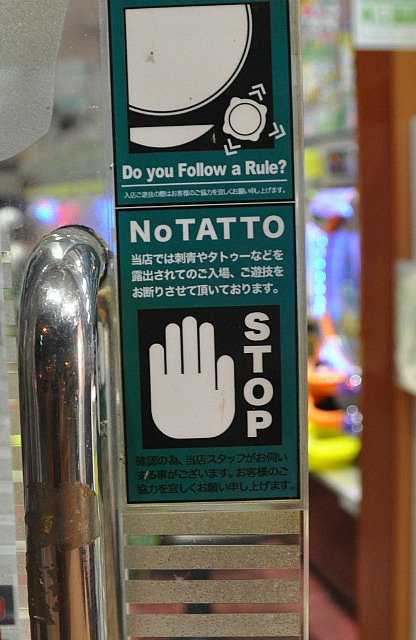 Do you Follow a Rule?
入店ご遊技の際はお客様のご協力を宜しくお願い申し上げます。
NoTATTO
当店では刺青やタトゥーなどを
露出されてのご入場、ご遊技を
お断りさせて頂いております。
STOP
確認の為、当店スタッフがお伺い
する事がございます。お客様のご
協力を宜しくお願い申し上げます。